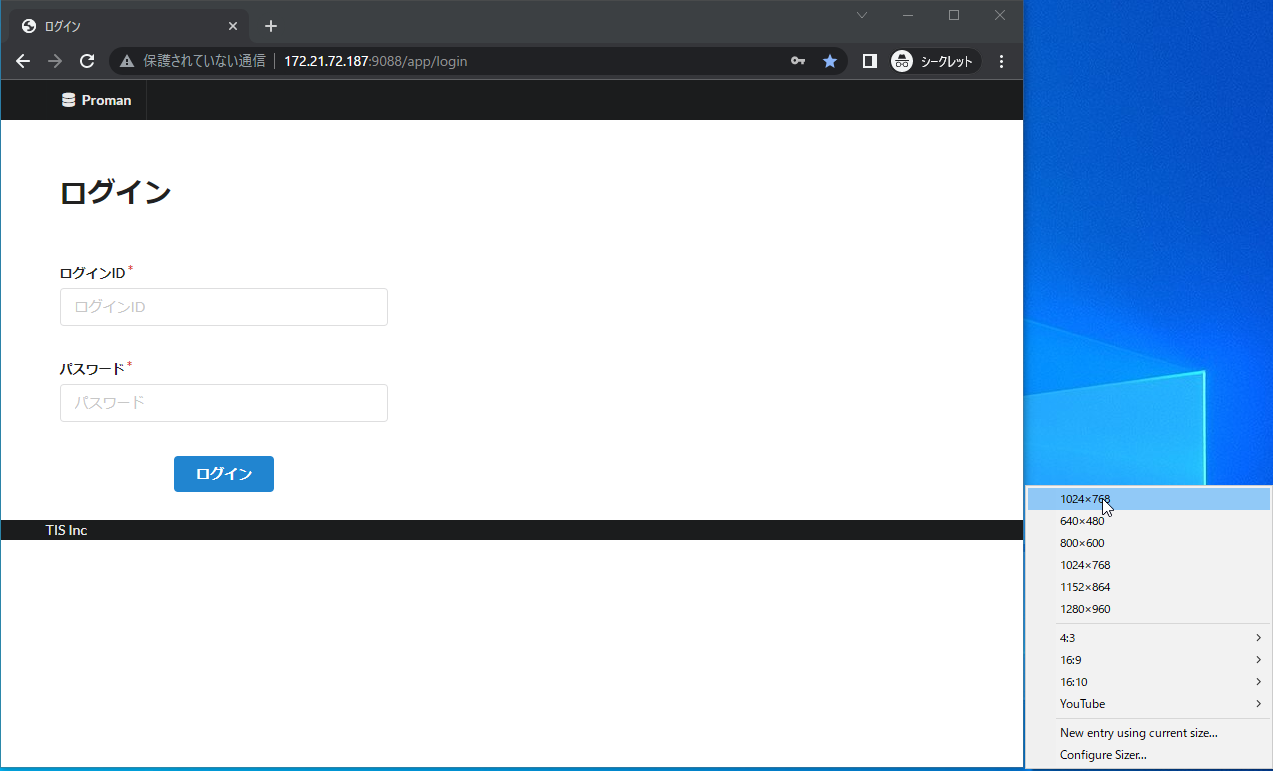 ログイン
保護されていない通信 172.21.72.187:9088/app/login シークレット
Proman
ログイン
ログインID*
ログインID
パスワード*
パスワード
ログイン
TIS Inc
1024×768
640×480
800×600
1024×768
1152×864
1280×960
4:3
16:9
16:10
YouTube
New entry using current size...
Configure Sizer...